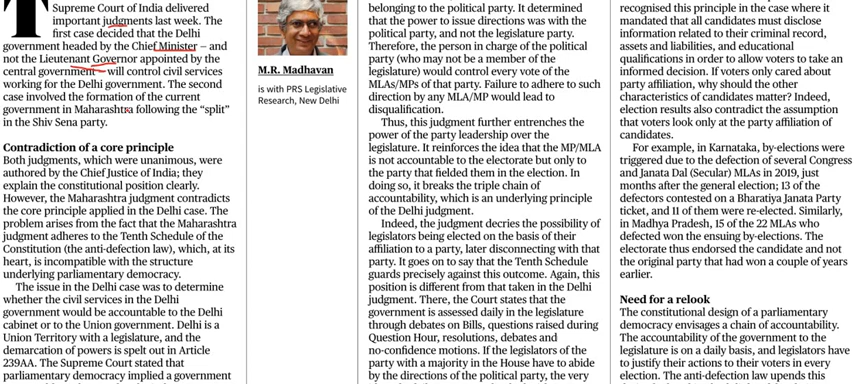 T
Supreme Court of India delivered
important judgments last week. The
first case decided that the Delhi
government headed by the Chief Minister – and
not the Lieutenant Governor appointed by the
central government – will control civil services
working for the Delhi government. The second
case involved the formation of the current
government in Maharashtra following the “split”
in the Shiv Sena party.
Contradiction of a core principle
Both judgments, which were unanimous, were
authored by the Chief Justice of India; they
explain the constitutional position clearly.
However, the Maharashtra judgment contradicts
the core principle applied in the Delhi case. The
problem arises from the fact that the Maharashtra
judgment adheres to the Tenth Schedule of the
Constitution (the anti-defection law), which, at its
heart, is incompatible with the structure
underlying parliamentary democracy.
The issue in the Delhi case was to determine
whether the civil services in the Delhi
government would be accountable to the Delhi
cabinet or to the Union government. Delhi is a
Union Territory with a legislature, and the
demarcation of powers is spelt out in Article
239AA. The Supreme Court stated that
parliamentary democracy implied a government
M.R. Madhavan
is with PRS Legislative
Research, New Delhi
belonging to the political party. It determined
that the power to issue directions was with the
political party, and not the legislature party.
Therefore, the person in charge of the political
party (who may not be a member of the
legislature) would control every vote of the
MLAs/MPs of that party. Failure to adhere to such
direction by any MLA/MP would lead to
disqualification.
Thus, this judgment further entrenches the
power of the party leadership over the
legislature. It reinforces the idea that the MP/MLA
is not accountable to the electorate but only to
the party that fielded them in the election. In
doing so, it breaks the triple chain of
accountability, which is an underlying principle
of the Delhi judgment.
Indeed, the judgment decries the possibility of
legislators being elected on the basis of their
affiliation to a party, later disconnecting with that
party. It goes on to say that the Tenth Schedule
guards precisely against this outcome. Again, this
position is different from that taken in the Delhi
judgment. There, the Court states that the
government is assessed daily in the legislature
through debates on Bills, questions raised during
Question Hour, resolutions, debates and
no-confidence motions. If the legislators of the
party with a majority in the House have to abide
by the directions of the political party, the very
recognised this principle in the case where it
mandated that all candidates must disclose
information related to their criminal record,
assets and liabilities, and educational
qualifications in order to allow voters to take an
informed decision. If voters only cared about
party affiliation, why should the other
characteristics of candidates matter? Indeed,
election results also contradict the assumption
that voters look only at the party affiliation of
candidates.
For example, in Karnataka, by-elections were
triggered due to the defection of several Congress
and Janata Dal (Secular) MLAs in 2019, just
months after the general election; 13 of the
defectors contested on a Bharatiya Janata Party
ticket, and 11 of them were re-elected. Similarly,
in Madhya Pradesh, 15 of the 22 MLAs who
defected won the ensuing by-elections. The
electorate thus endorsed the candidate and not
the original party that had won a couple of years
earlier.
Need for a relook
The constitutional design of a parliamentary
democracy envisages a chain of accountability.
The accountability of the government to the
legislature is on a daily basis, and legislators have
to justify their actions to their voters in every
election. The anti-defection law upends this